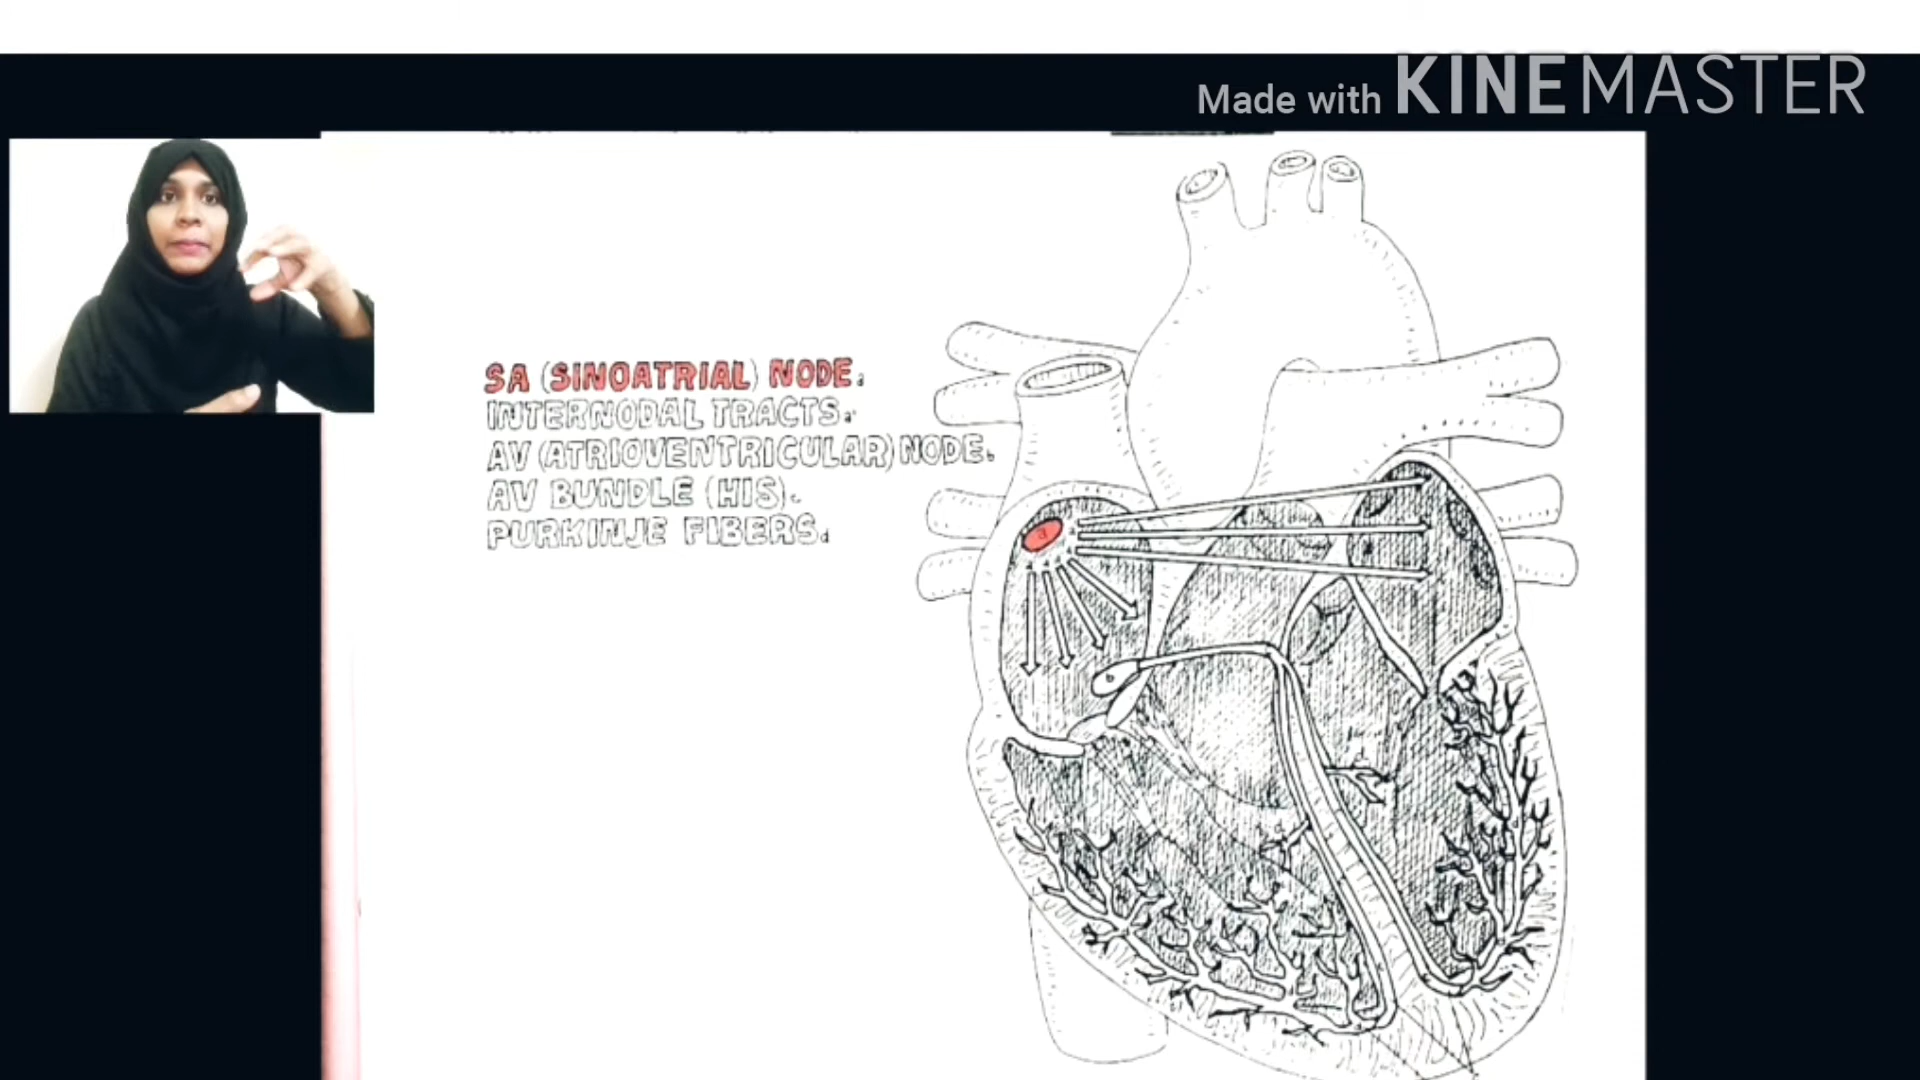 Made with KINEMASTER
SA (SINOATRIAL) NODE.
INTERNODAL TRACTS.
AV (ATRIOVENTRICULAR) NODE.
AV BUNDLE (HIS).
PURKINJE FIBERS.